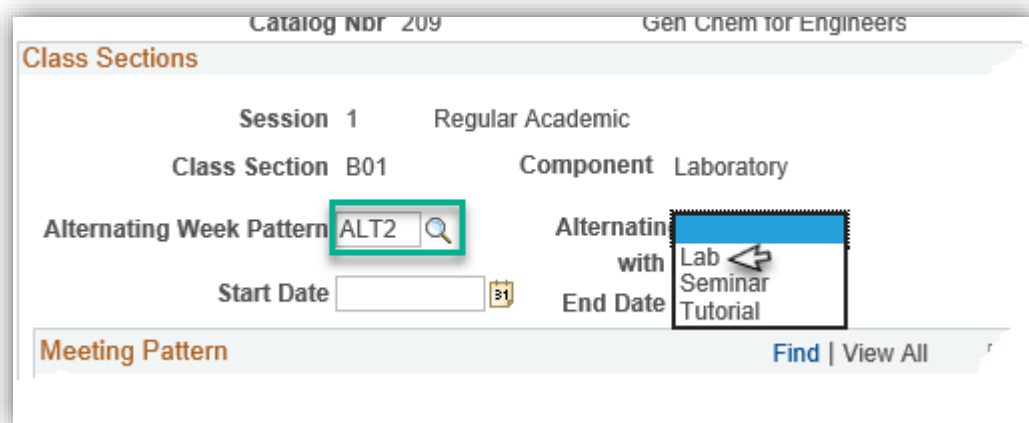 Catalog Nbr 209 Gen Chem for Engineers
Class Sections
Session 1 Regular Academic
Class Section B01 Component Laboratory
Alternating Week Pattern ALT2 Alternatin
with Lab
Seminar
Start Date 31 End Date Tutorial
Meeting Pattern Find | View All